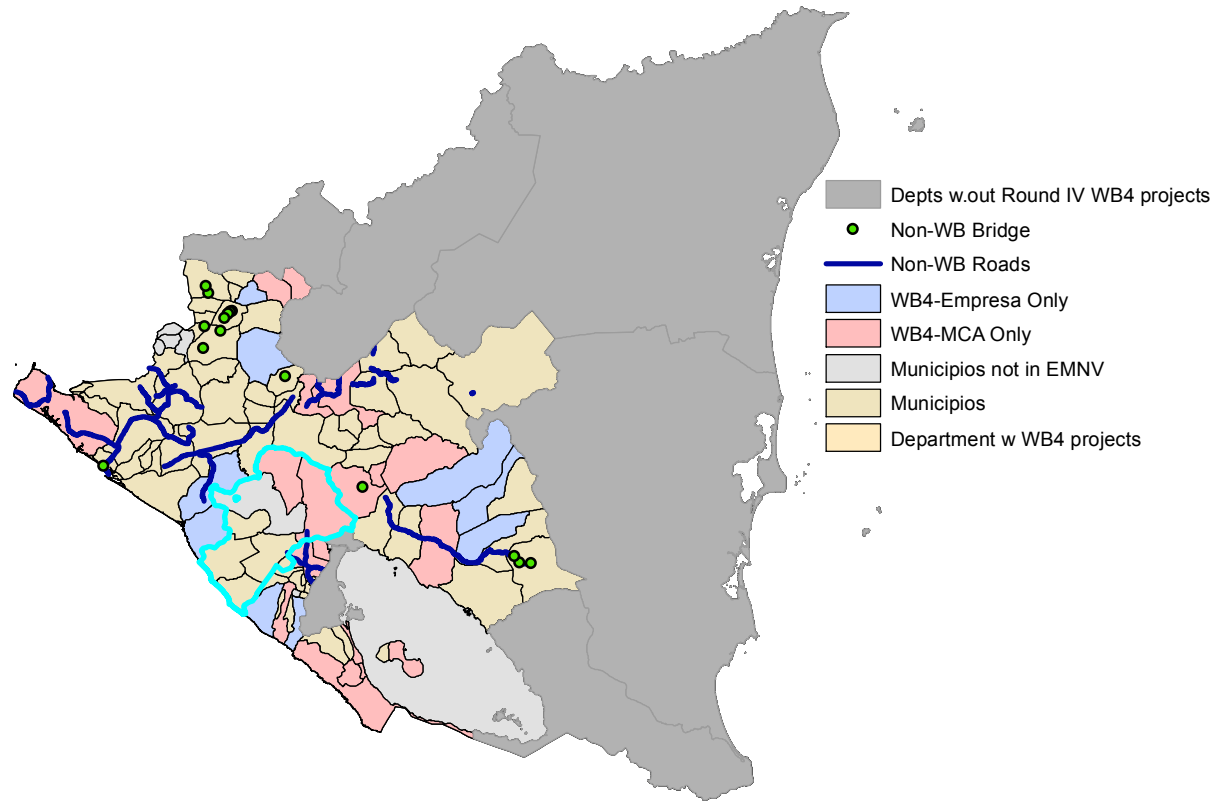 Depts w.out Round IV WB4 projects
Non-WB Bridge
Non-WB Roads
WB4-Empresa Only
WB4-MCA Only
Municipios not in EMNV
Municipios
Department w WB4 projects